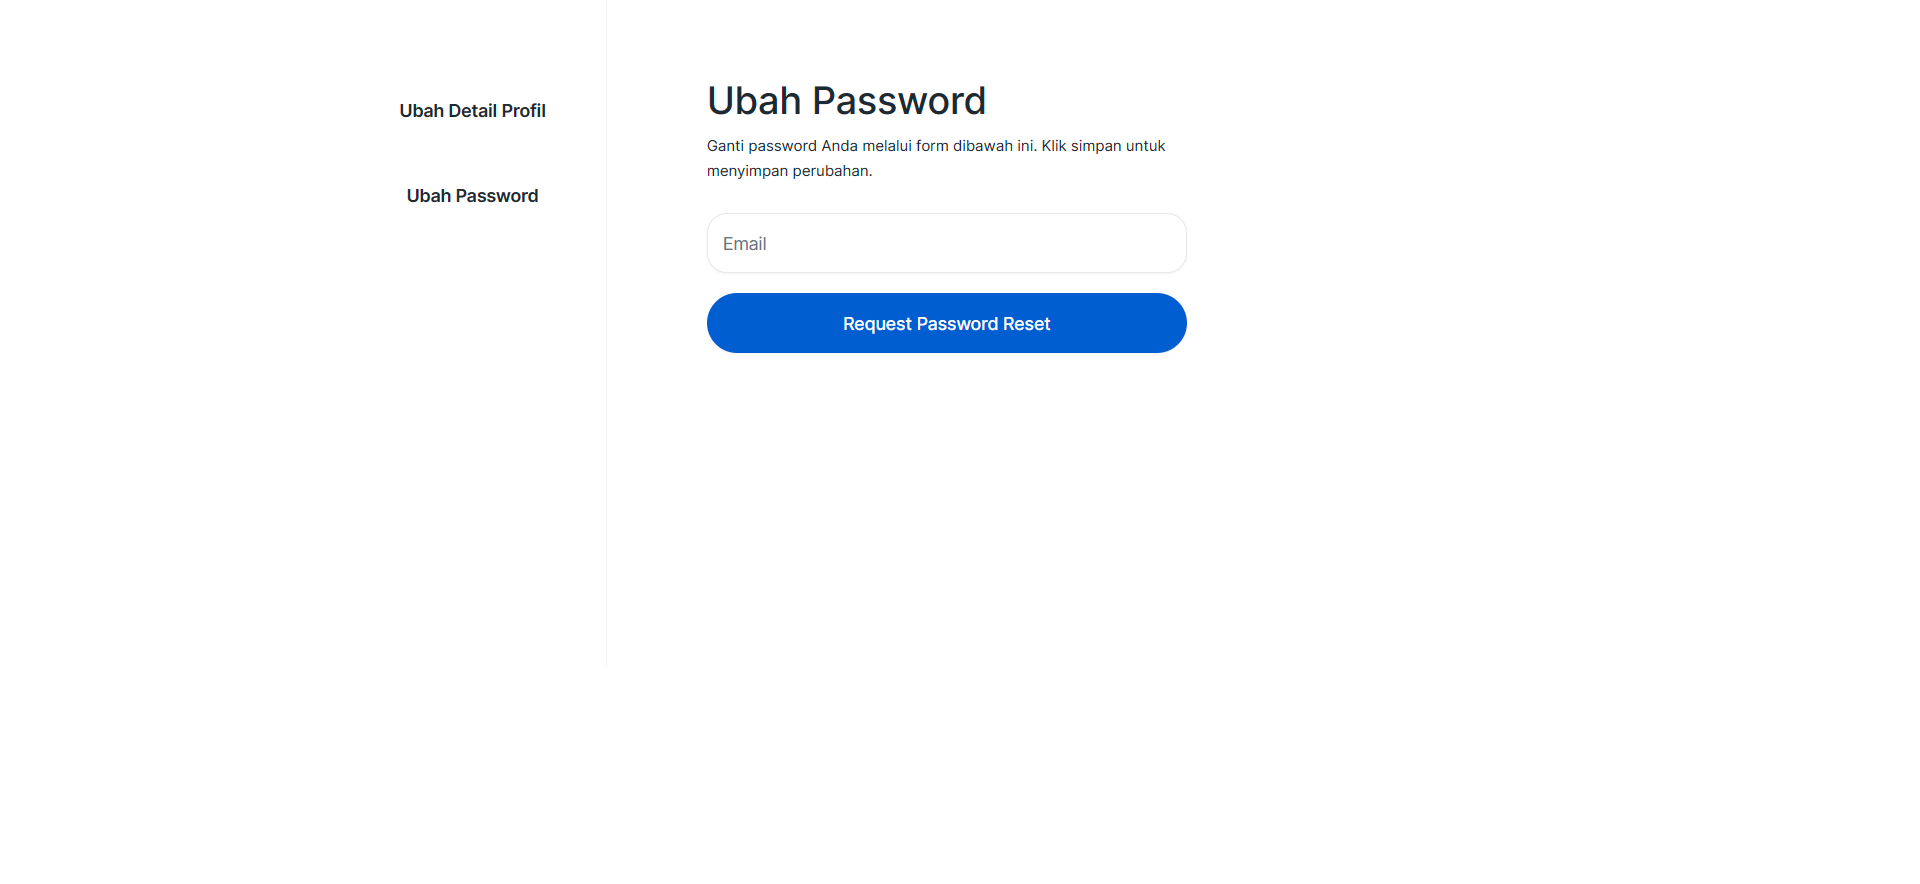 Ubah Detail Profil
Ubah Password
Ubah Password
Ganti password Anda melalui form dibawah ini. Klik simpan untuk
menyimpan perubahan.
Email
Request Password Reset